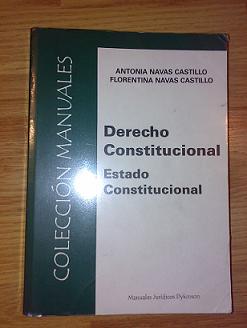 COLECCIÓN MANUALES
ANTONIA NAVAS CASTILLO
FLORENTINA NAVAS CASTILLO
Derecho
Constitucional
Estado
Constitucional
Manuales Jurídicos Dykinson